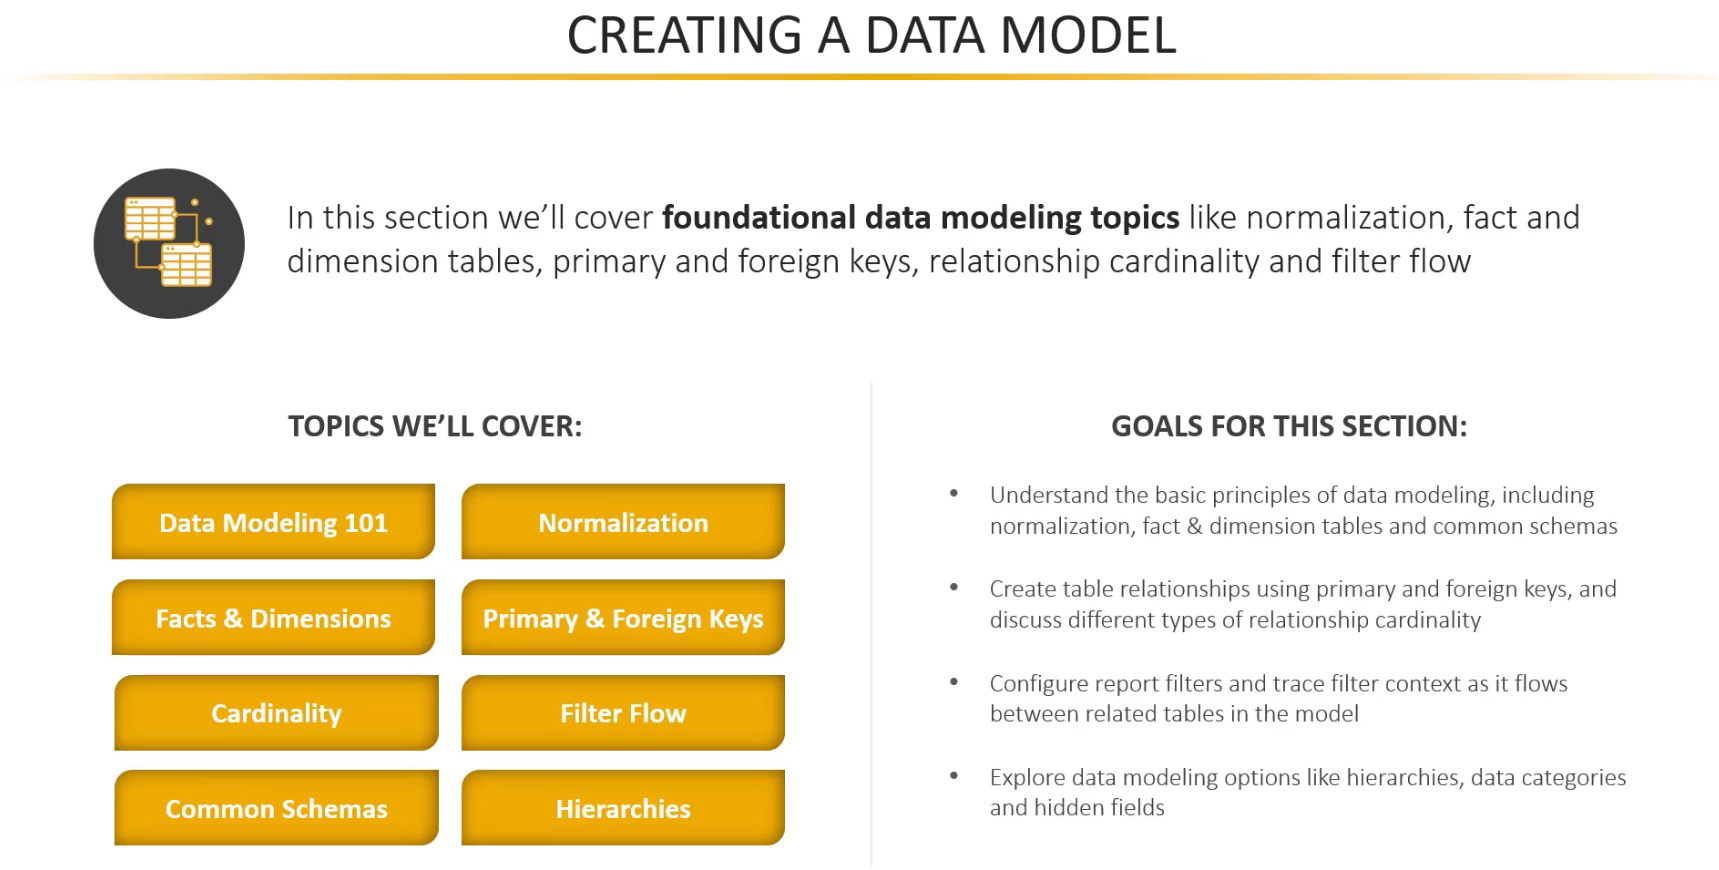 CREATING A DATA MODEL
In this section we’ll cover foundational data modeling topics like normalization, fact and
dimension tables, primary and foreign keys, relationship cardinality and filter flow
TOPICS WE’LL COVER:
Data Modeling 101
Normalization
Facts & Dimensions
Primary & Foreign Keys
Cardinality
Filter Flow
Common Schemas
Hierarchies
GOALS FOR THIS SECTION:
• Understand the basic principles of data modeling, including
normalization, fact & dimension tables and common schemas
• Create table relationships using primary and foreign keys, and
discuss different types of relationship cardinality
• Configure report filters and trace filter context as it flows
between related tables in the model
• Explore data modeling options like hierarchies, data categories
and hidden fields